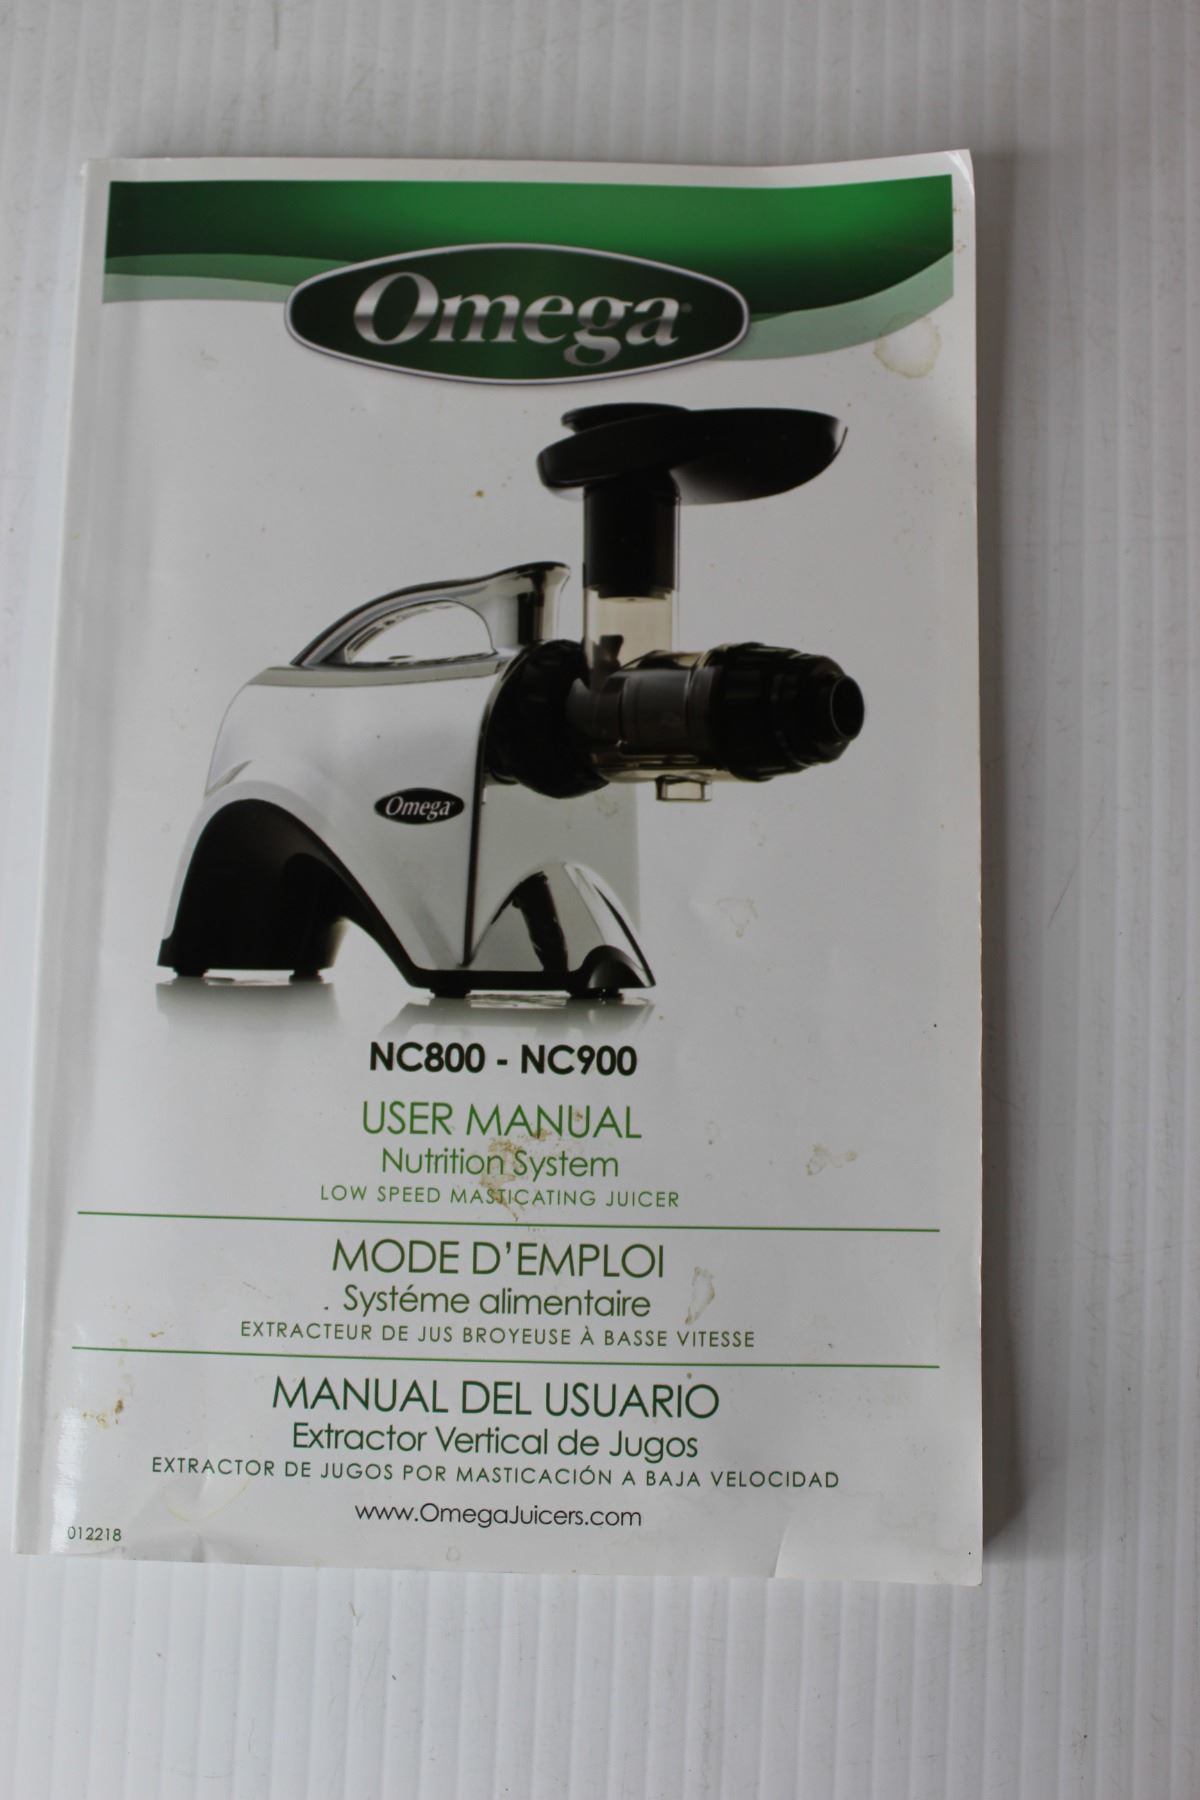 Omega
Omega
NC800 - NC900
USER MANUAL
Nutrition System
LOW SPEED MASTICATING JUICER
MODE D'EMPLOI
Systéme alimentaire
EXTRACTEUR DE JUS BROYEUSE À BASSE VITESSE
MANUAL DEL USUARIO
Extractor Vertical de Jugos
EXTRACTOR DE JUGOS POR MASTICACIÓN A BAJA VELOCIDAD
www.OmegaJuicers.com
012218